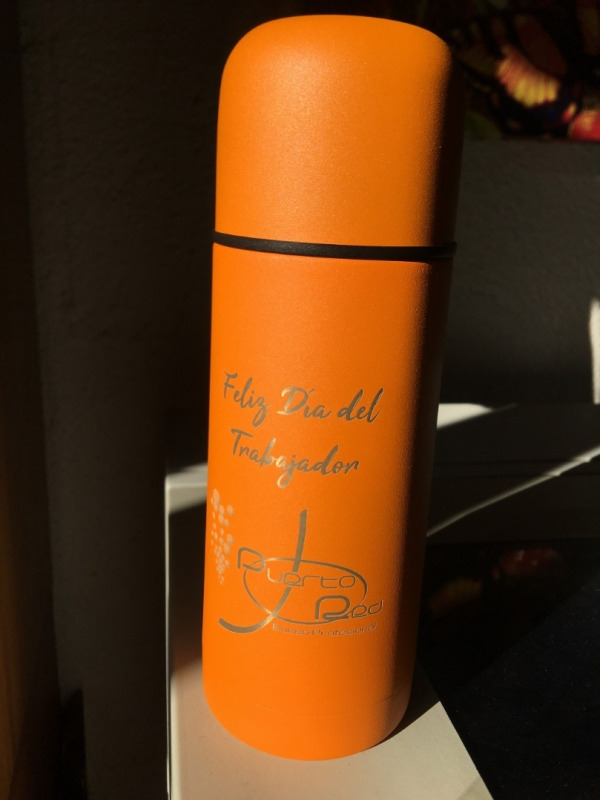 Feliz Día del
Trabajador
Puerto
Red